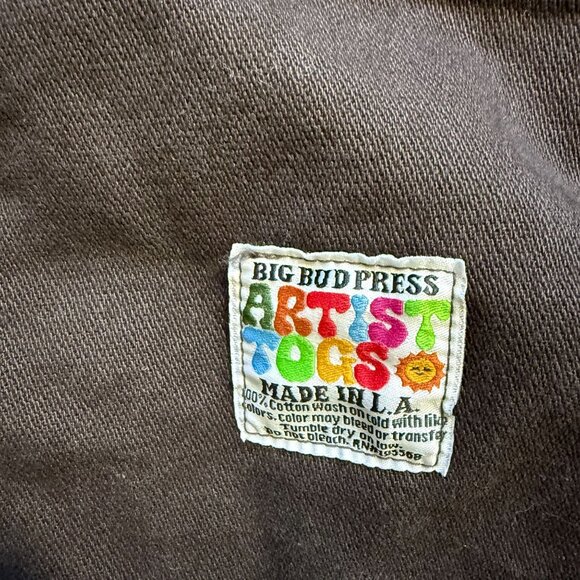 BIG BUD PRESS
ARTIST
TOGS
MADE IN L.A.
100% Cotton wash on cold with like
colors. Color may bleed or transfer
Tumble dry on low.
Do not bleach.